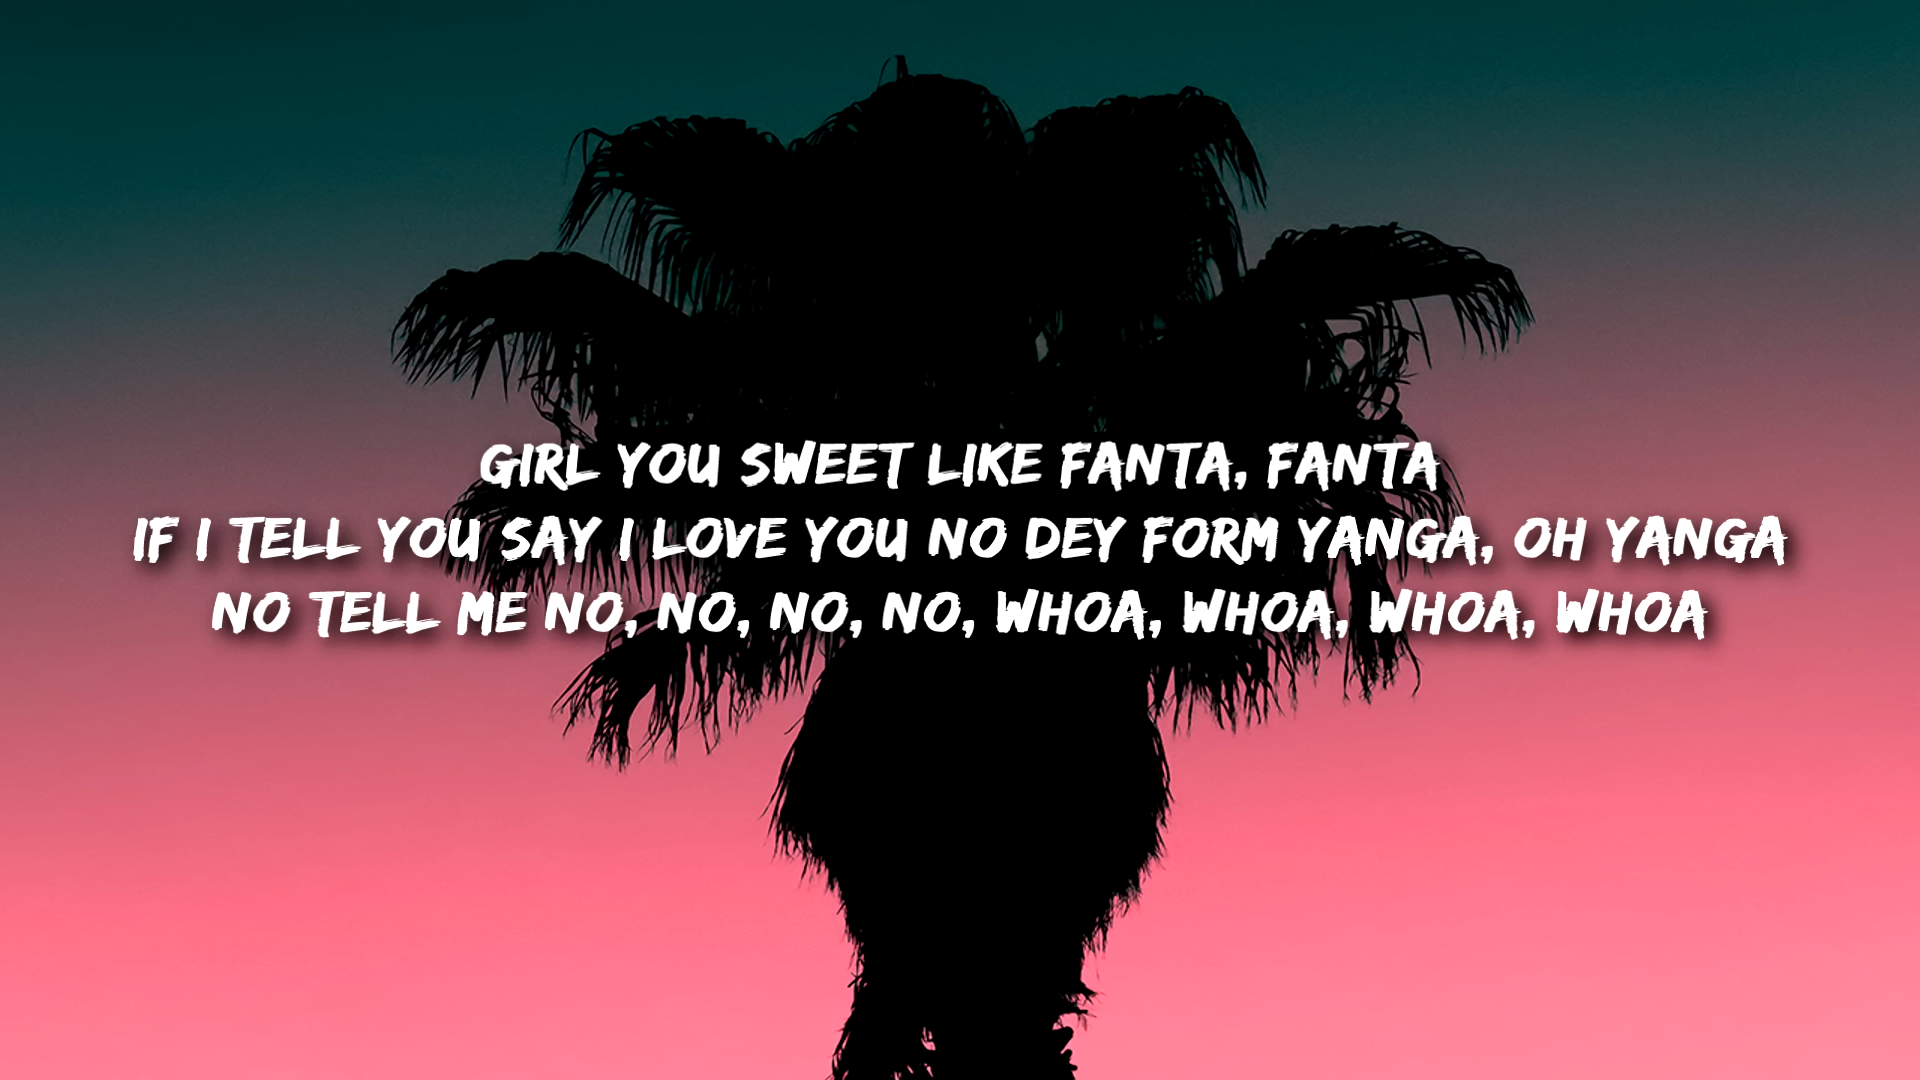 GIRL YOU SWEET LIKE FANTA, FANTA
IF I TELL YOU SAY I LOVE YOU NO DEY FORM YANGA, OH YANGA
NO TELL ME NO, NO, NO, NO, WHOA, WHOA, WHOA, WHOA